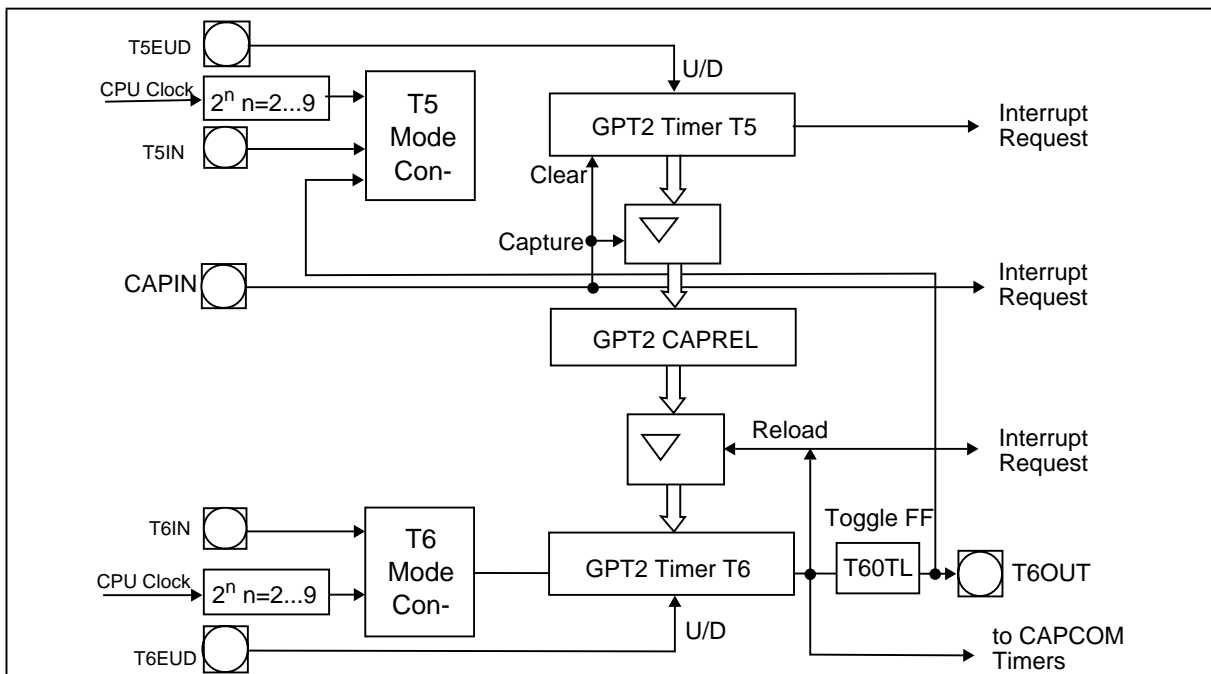 T5EUD
U/D
CPU Clock
2ⁿ n=2...9
T5
Mode
Con-
GPT2 Timer T5
Interrupt
Request
T5IN
Clear
Capture
CAPIN
Interrupt
Request
GPT2 CAPREL
Reload
Interrupt
Request
T6IN
T6
Mode
Con-
Toggle FF
GPT2 Timer T6
T60TL
T6OUT
CPU Clock
2ⁿ n=2...9
U/D
T6EUD
to CAPCOM
Timers